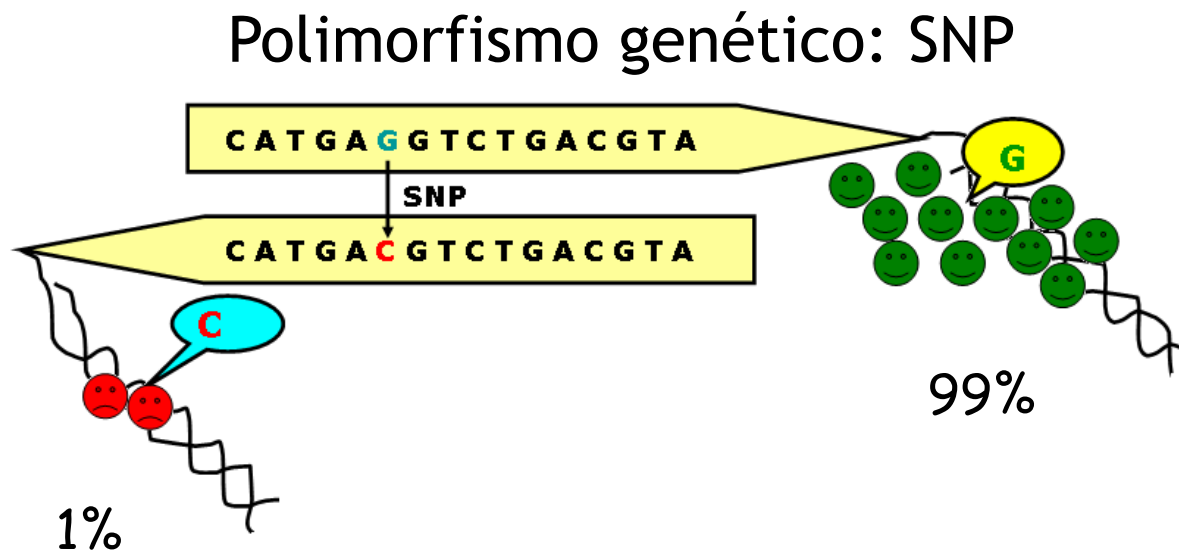 Polimorfismo genético: SNP
CATGAGGTCTGACGTA
G
SNP
CATGACGTCTGACGTA
C
99%
1%